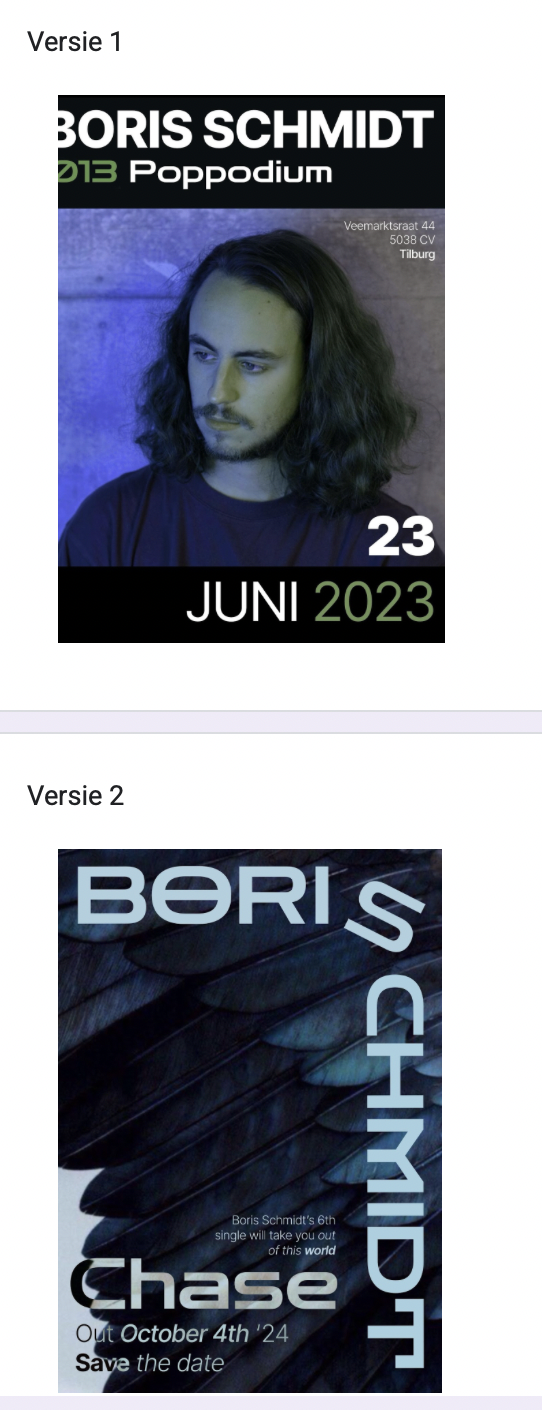 Versie 1
BORIS SCHMIDT
013 Poppodium
Veemarktsraat 44
5038 CV
Tilburg
23
JUNI 2023
Versie 2
BORIS SCHMIDT
Boris Schmidt's 6th
single will take you out
of this world
Chase
Out October 4th '24
Save the date